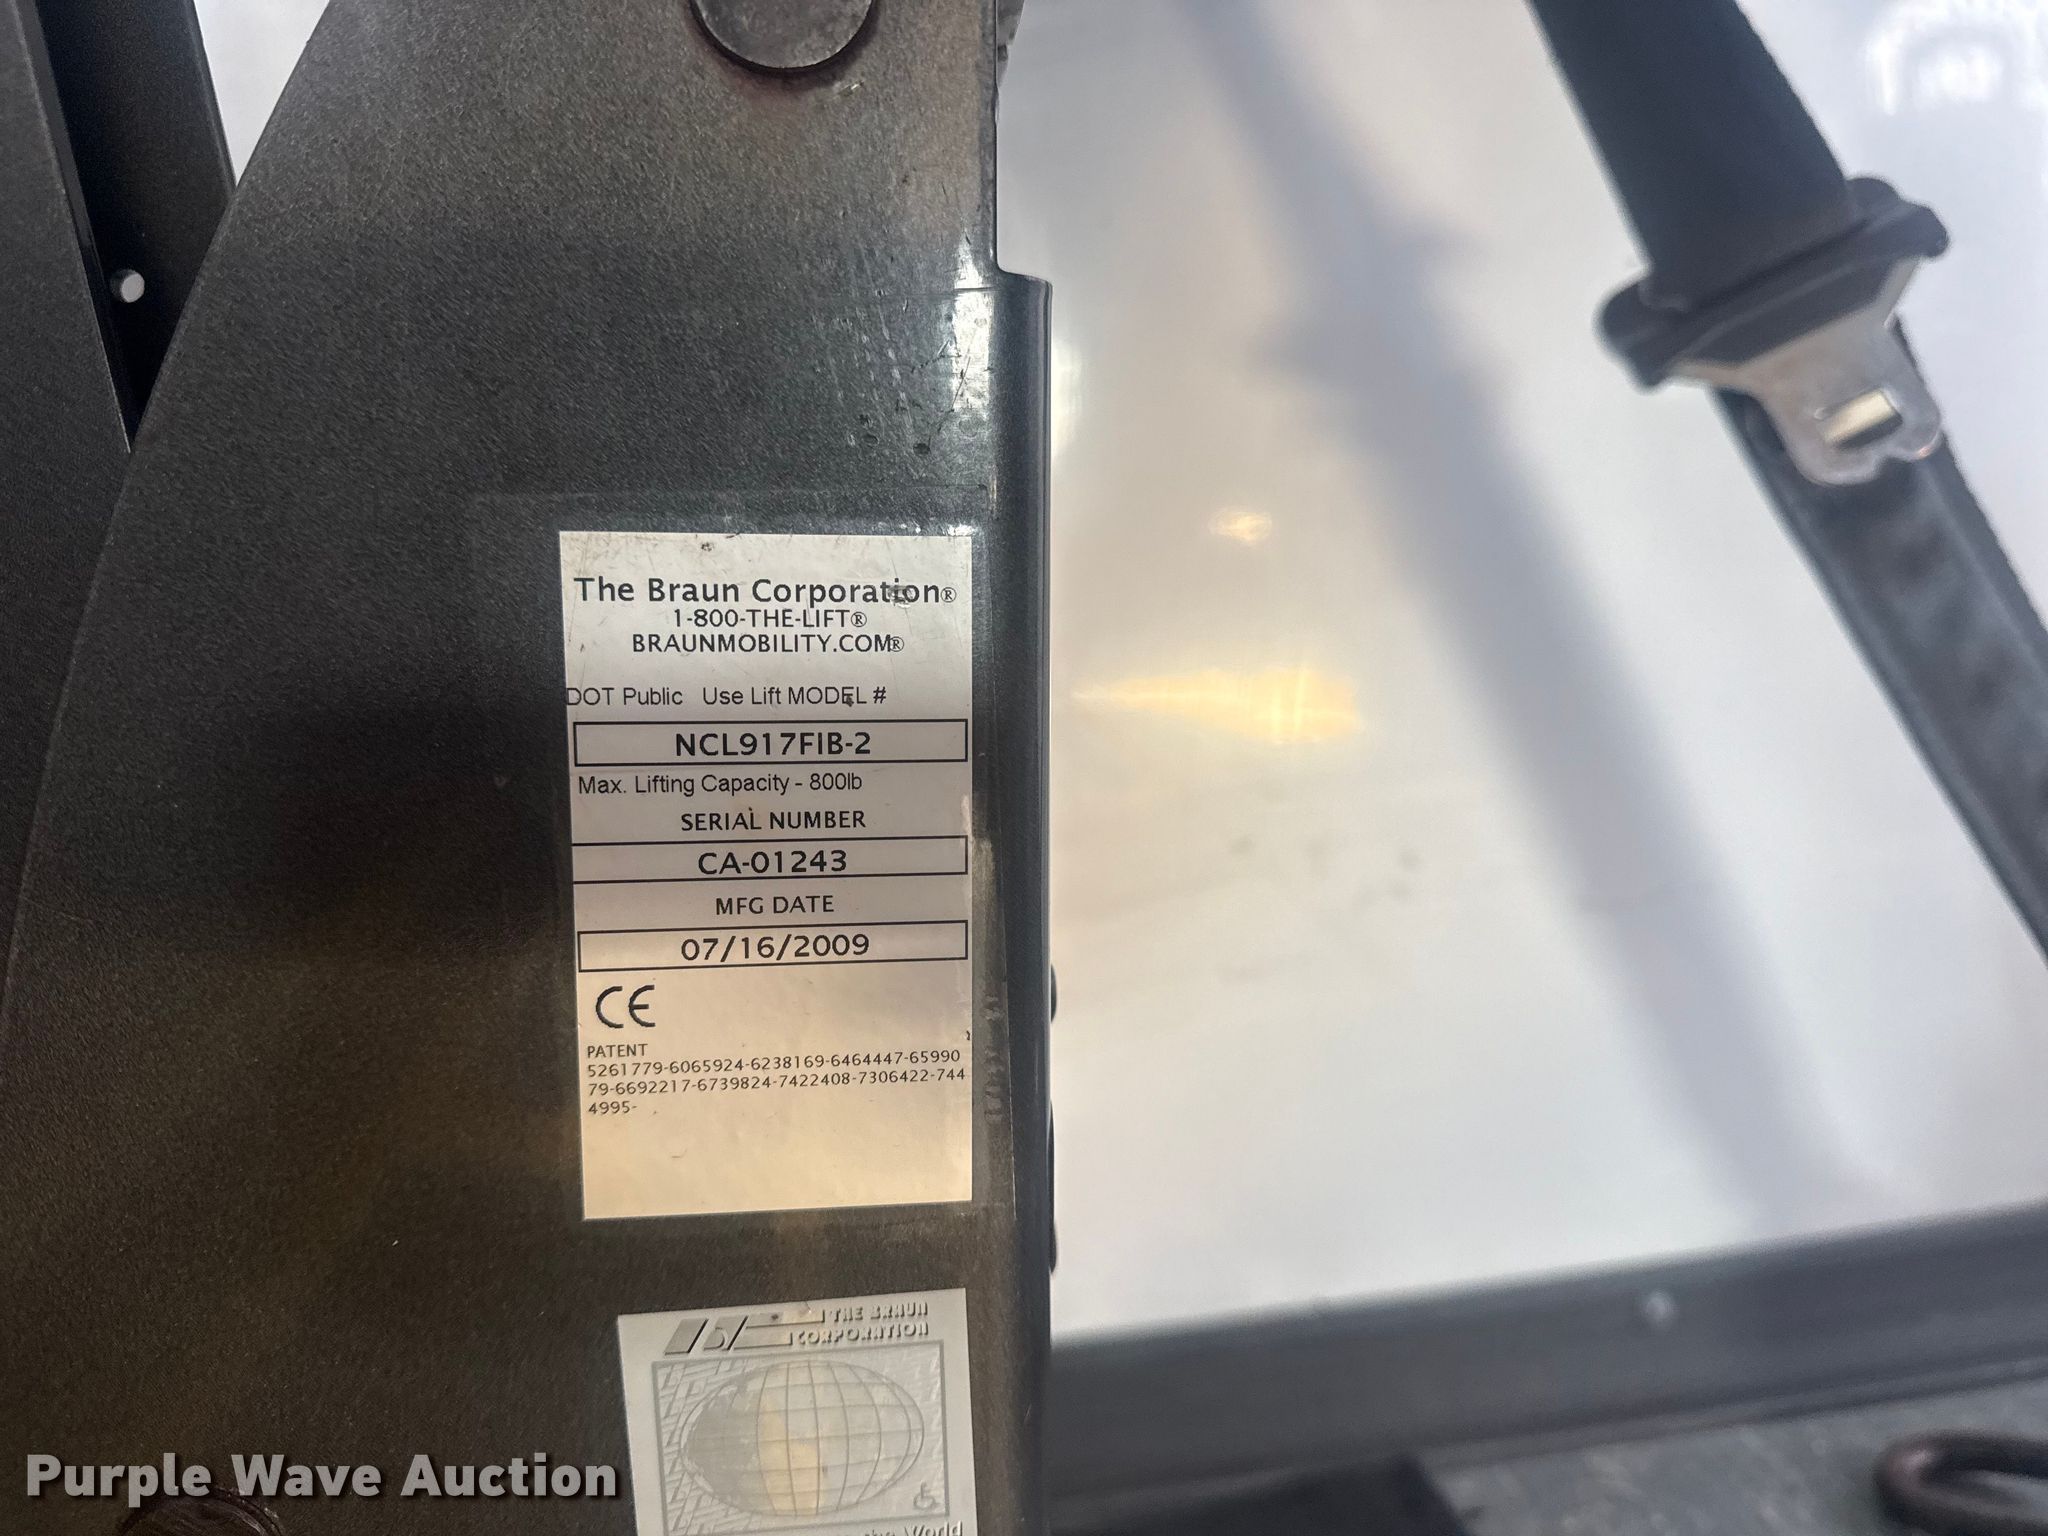 The Braun Corporation®
1-800-THE-LIFT®
BRAUNMOBILITY.COM®
DOT Public Use Lift MODEL #
NCL917FIB-2
Max. Lifting Capacity - 800lb
SERIAL NUMBER
CA-01243
MFG DATE
07/16/2009
CE
PATENT
5261779-6065924-6238169-6464447-65990
79-6692217-6739824-7422408-7306422-744
4995-
THE BRAUN
CORPORATION
the World
Purple Wave Auction